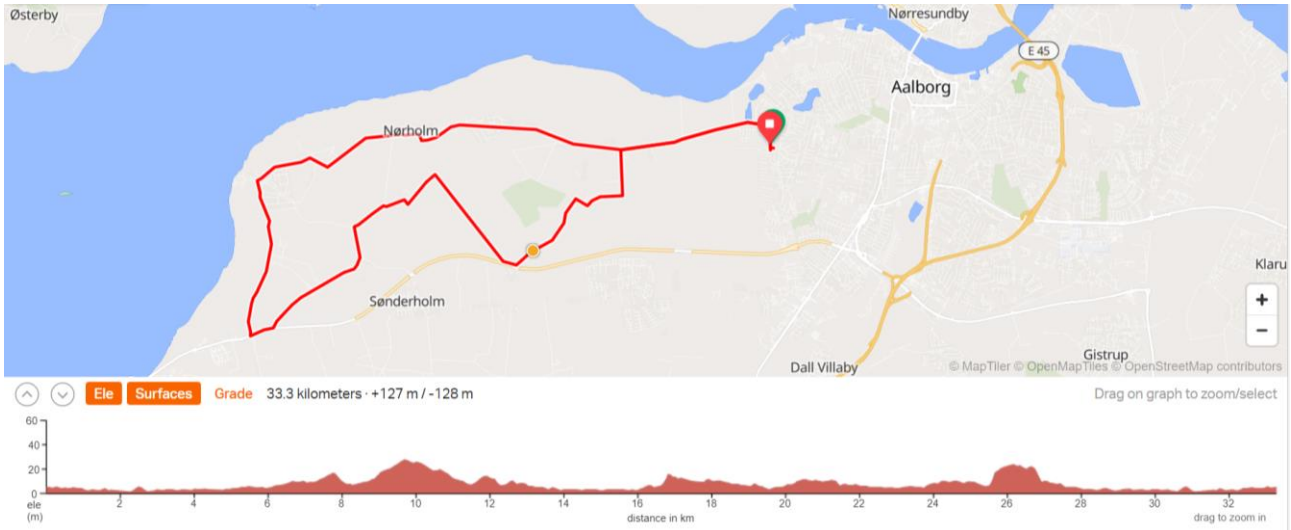 Østerby
Nørresundby
E 45
Aalborg
Nørholm
Klaru
Sønderholm
+
−
Gistrup
Dall Villaby
© MapTiler © OpenMapTiles © OpenStreetMap contributors
Ele Surfaces Grade 33.3 kilometers · +127 m / -128 m Drag on graph to zoom/select
60
40
20
0
ele
(m)
2 4 6 8 10 12 14 16 18 20 22 24 26 28 30 32
distance in km
drag to zoom in